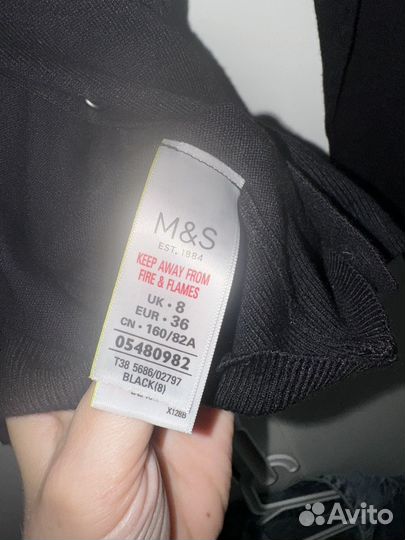 M&S
EST. 1884
KEEP AWAY FROM
FIRE & FLAMES
UK • 8
EUR • 36
CN • 160/82A
05480982
T38 5686/02797
BLACK(8)
X128B
Avito